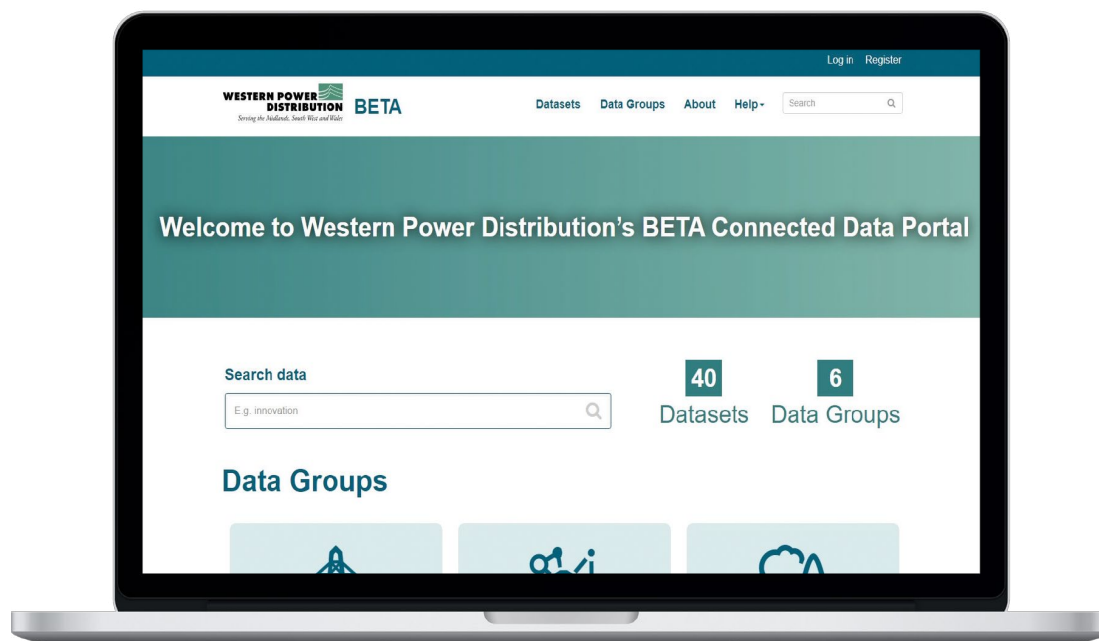 Log in Register
WESTERN POWER
DISTRIBUTION
Serving the Midlands, South West and Wales
BETA
Datasets Data Groups About Help
Search
Welcome to Western Power Distribution's BETA Connected Data Portal
Search data
E.g. innovation
40
Datasets
6
Data Groups
Data Groups